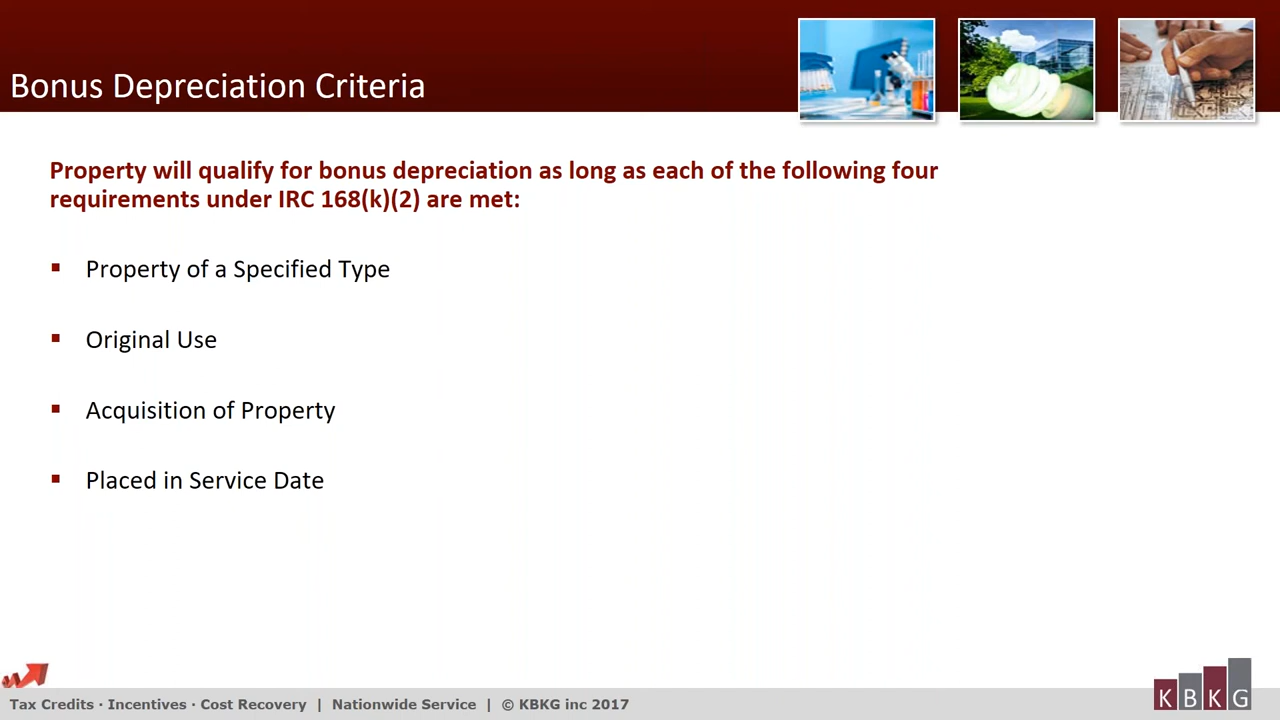 Bonus Depreciation Criteria
Property will qualify for bonus depreciation as long as each of the following four
requirements under IRC 168(k)(2) are met:
▪ Property of a Specified Type
▪ Original Use
▪ Acquisition of Property
▪ Placed in Service Date
Tax Credits · Incentives · Cost Recovery | Nationwide Service | © KBKG inc 2017
KBKG